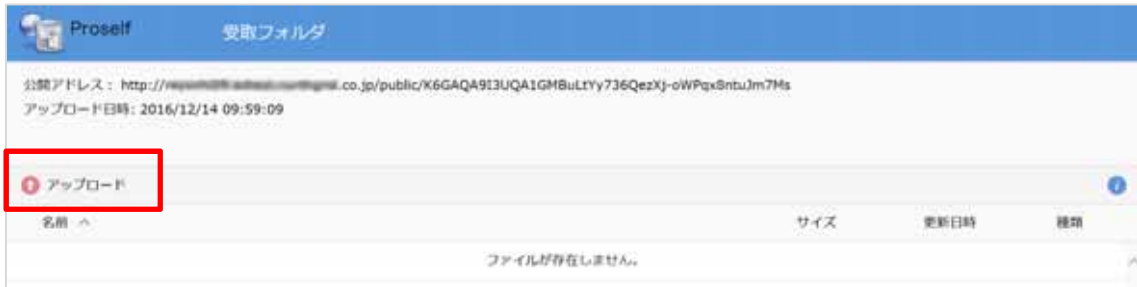 Proself 受取フォルダ
公開アドレス： http:// .co.jp/public/
アップロード日時: 2016/12/14 09:59:09
アップロード
名前 サイズ 更新日時 種類
ファイルが存在しません。